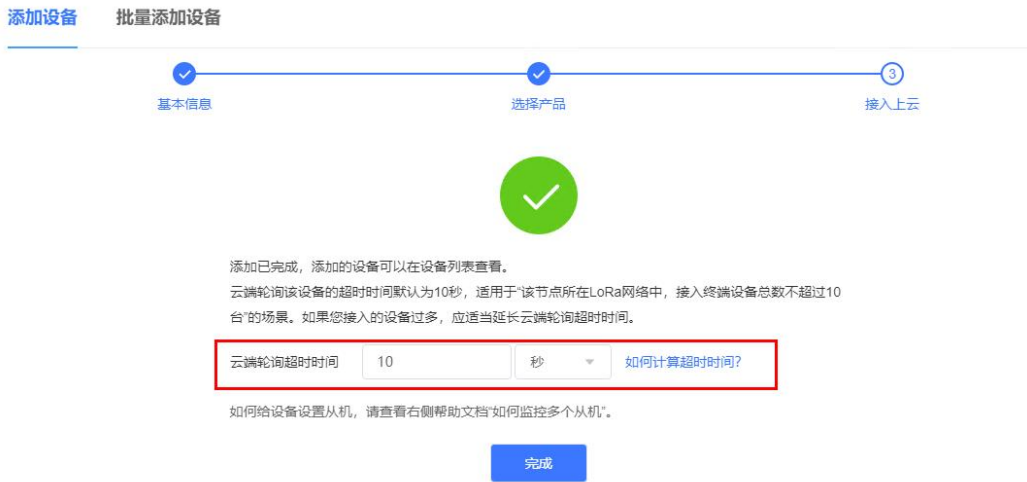 添加设备 批量添加设备
3
基本信息 选择产品 接入上云
添加已完成，添加的设备可以在设备列表查看。
云端轮询该设备的超时时间默认为10秒，适用于“该节点所在LoRa网络中，接入终端设备总数不超过10
台”的场景。如果您接入的设备过多，应适当延长云端轮询超时时间。
云端轮询超时时间 10 秒 如何计算超时时间?
如何给设备设置从机，请查看右侧帮助文档“如何监控多个从机”。
完成